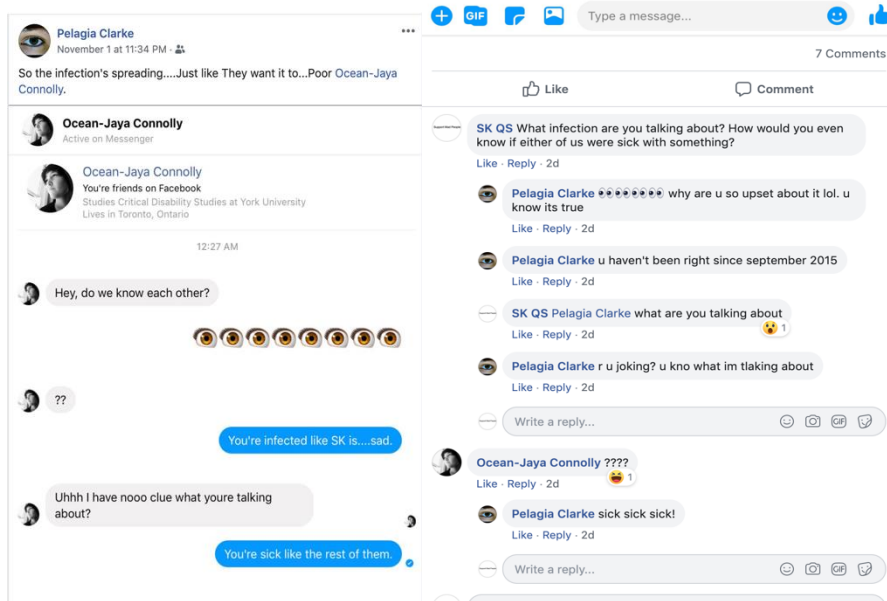 Pelagia Clarke
November 1 at 11:34 PM ·
So the infection's spreading....Just like They want it to...Poor Ocean-Jaya
Connolly.
Ocean-Jaya Connolly
Active on Messenger
Ocean-Jaya Connolly
You're friends on Facebook
Studies Critical Disability Studies at York University
Lives in Toronto, Ontario
12:27 AM
Hey, do we know each other?
??
You're infected like SK is....sad.
Uhhh I have nooo clue what youre talking
about?
You're sick like the rest of them.
GIF
Type a message...
7 Comments
Like
Comment
SK QS What infection are you talking about? How would you even
know if either of us were sick with something?
Like · Reply · 2d
Pelagia Clarke 👀👀👀👀👀👀👀👀 why are u so upset about it lol. u
know its true
Like · Reply · 2d
Pelagia Clarke u haven't been right since september 2015
Like · Reply · 2d
SK QS Pelagia Clarke what are you talking about
1
Like · Reply · 2d
Pelagia Clarke r u joking? u kno what im tlaking about
Like · Reply · 2d
Write a reply...
GIF
Ocean-Jaya Connolly ????
1
Like · Reply · 2d
Pelagia Clarke sick sick sick!
Like · Reply · 2d
Write a reply...
GIF